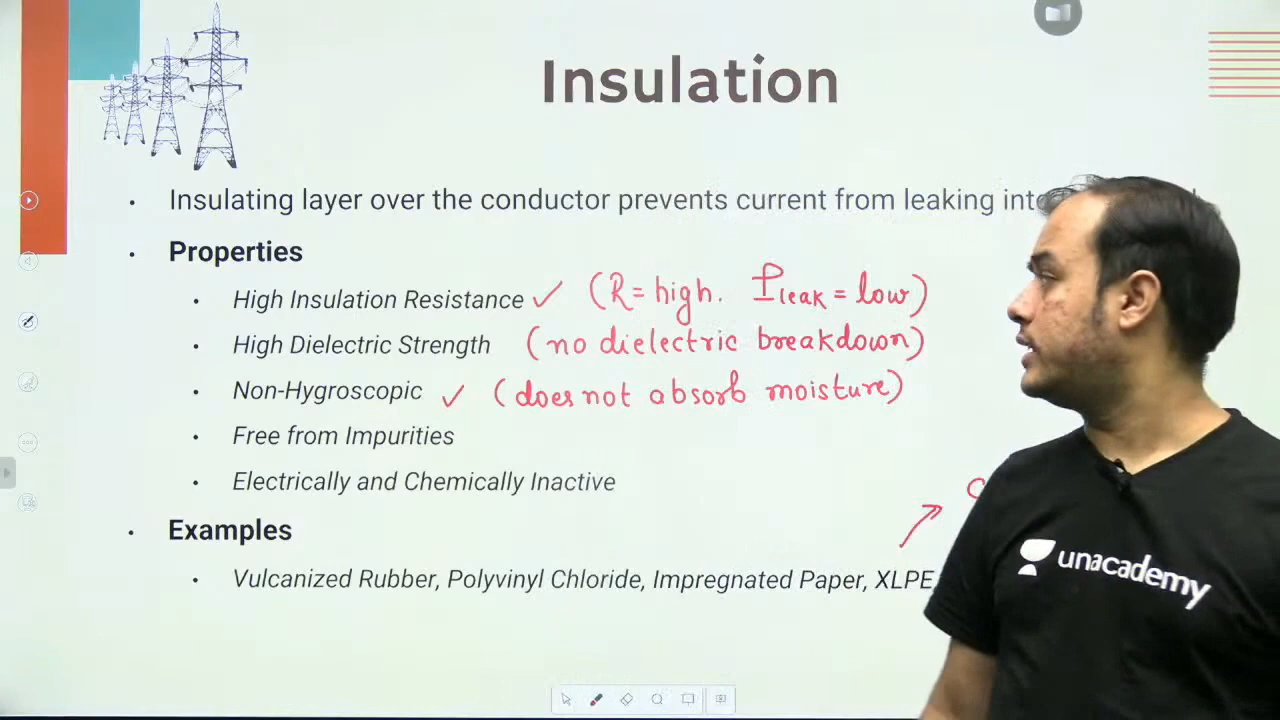 Insulation
• Insulating layer over the conductor prevents current from leaking
• Properties
• High Insulation Resistance ✓ (R = high. I leak = low)
• High Dielectric Strength (no dielectric breakdown)
• Non-Hygroscopic ✓ (does not absorb moisture)
• Free from Impurities
• Electrically and Chemically Inactive
• Examples
• Vulcanized Rubber, Polyvinyl Chloride, Impregnated Paper, XLPE
unacademy